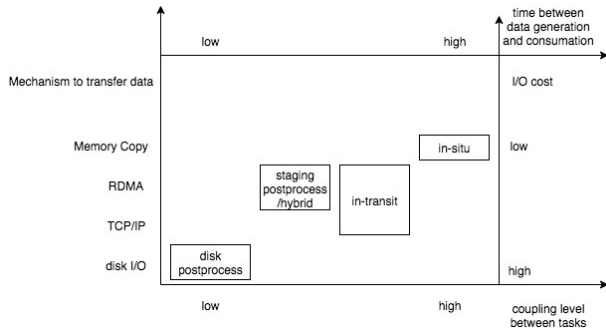 time between
data generation
and consumption
low
high
Mechanism to transfer data
I/O cost
Memory Copy
in-situ
low
RDMA
staging
postprocess
/hybrid
in-transit
TCP/IP
disk I/O
disk
postprocess
high
low
high
coupling level
between tasks